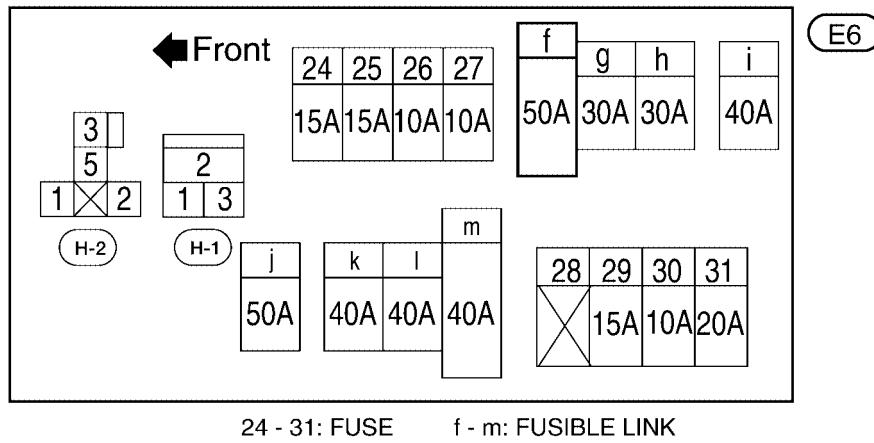 E6
Front
24 25 26 27
15A 15A 10A 10A
f g h i
50A 30A 30A 40A
3
5
1 2
H-2
2
1 3
H-1
j k l m
50A 40A 40A 40A
28 29 30 31
15A 10A 20A
24 - 31: FUSE f - m: FUSIBLE LINK